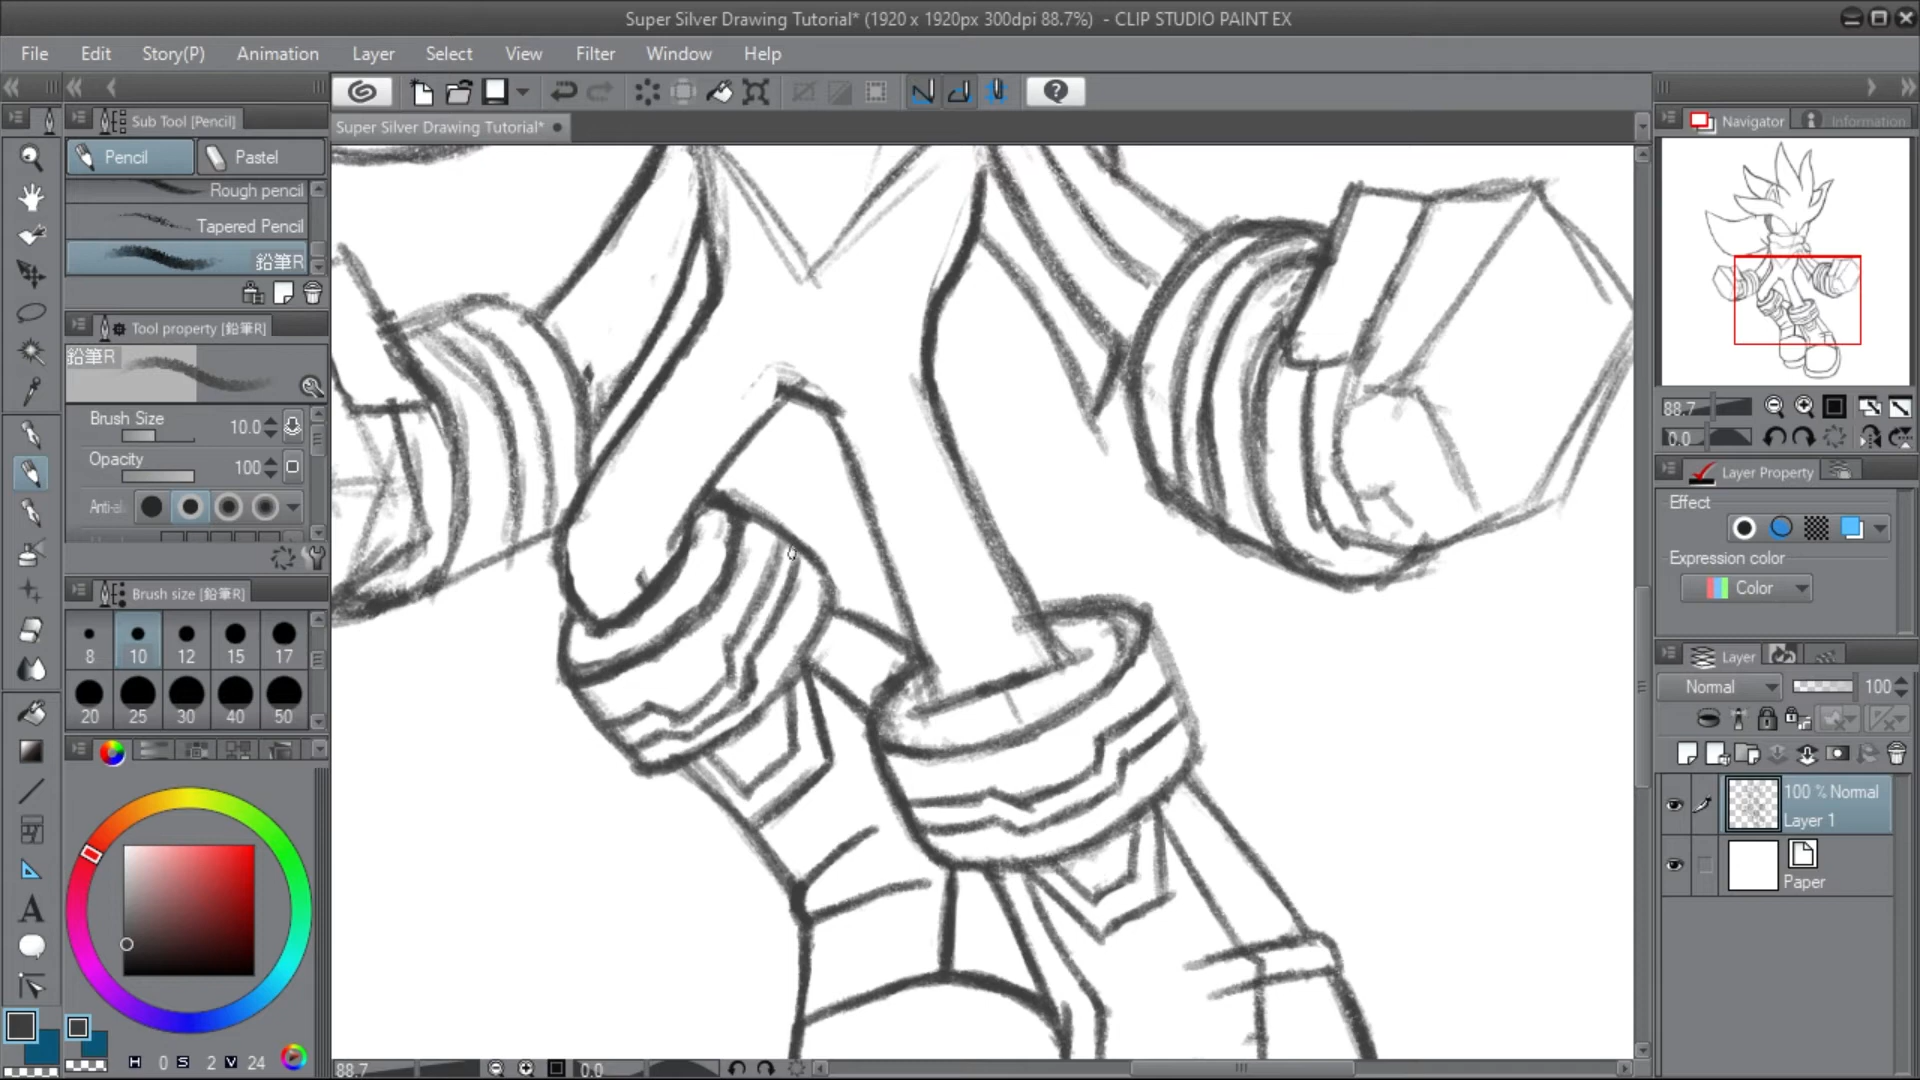 Super Silver Drawing Tutorial* (1920 x 1920px 300dpi 88.7%) - CLIP STUDIO PAINT EX
File Edit Story(P) Animation Layer Select View Filter Window Help
Sub Tool [Pencil]
Super Silver Drawing Tutorial*
Navigator Information
Pencil Pastel
Rough pencil
Tapered Pencil
鉛筆R
Tool property [鉛筆R]
鉛筆R
Brush Size 10.0
Opacity 100
Anti-al
Brush size [鉛筆R]
8 10 12 15 17
20 25 30 40 50
H 0 S 2 V 24
88.7 0.0
88.7
0.0
Layer Property
Effect
Expression color
Color
Layer
Normal 100
100 % Normal
Layer 1
Paper